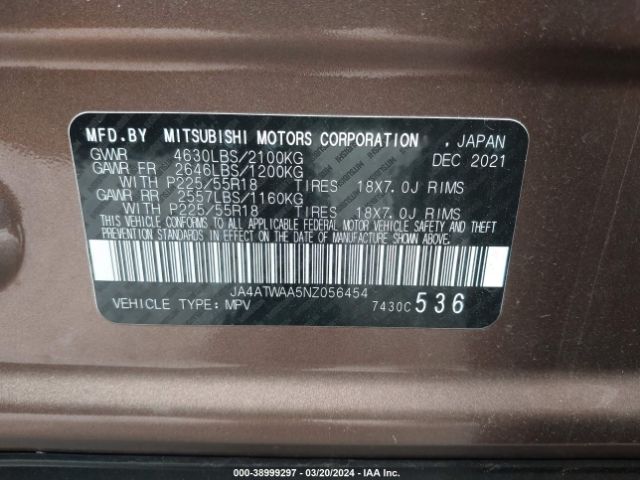 MFD.BY MITSUBISHI MOTORS CORPORATION , JAPAN
GVWR 4630LBS/2100KG DEC 2021
GAWR FR 2646LBS/1200KG
WITH P225/55R18 TIRES 18X7.0J RIMS
GAWR RR 2557LBS/1160KG
WITH P225/55R18 TIRES 18X7.0J RIMS
THIS VEHICLE CONFORMS TO ALL APPLICABLE FEDERAL SAFETY AND THEFT
PREVENTION STANDARDS IN EFFECT ON THE DATE OF MANUFACTURE SHOWN ABOVE.
JA4ATWAA5NZ056454
VEHICLE TYPE:MPV 7430C 536
000-38999297 - 03/20/2024 - IAA Inc.